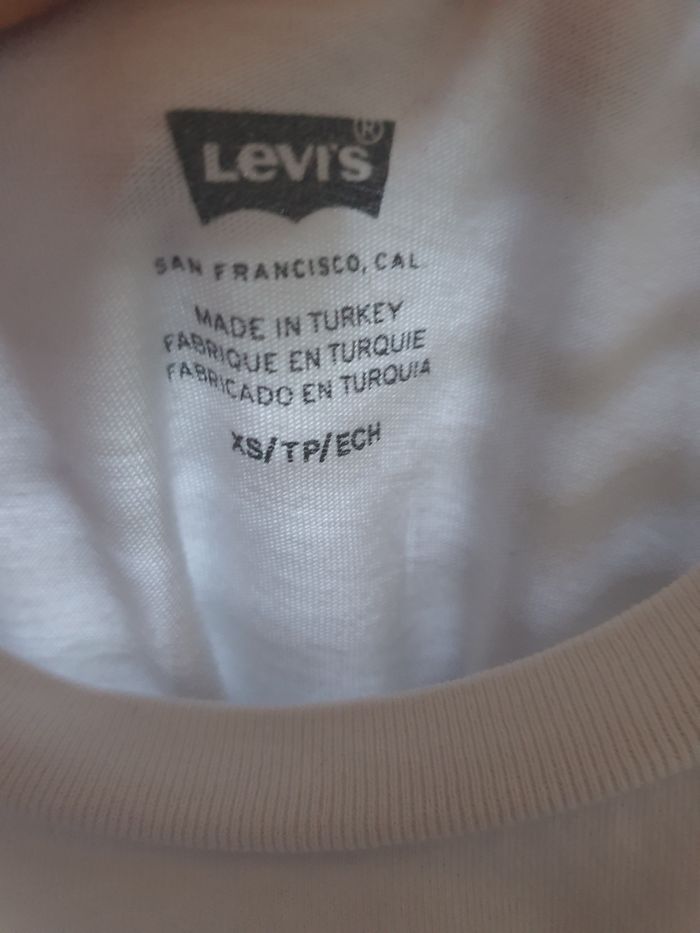 Levi's®
SAN FRANCISCO, CAL
MADE IN TURKEY
FABRIQUE EN TURQUIE
FABRICADO EN TURQUIA
XS/TP/ECH